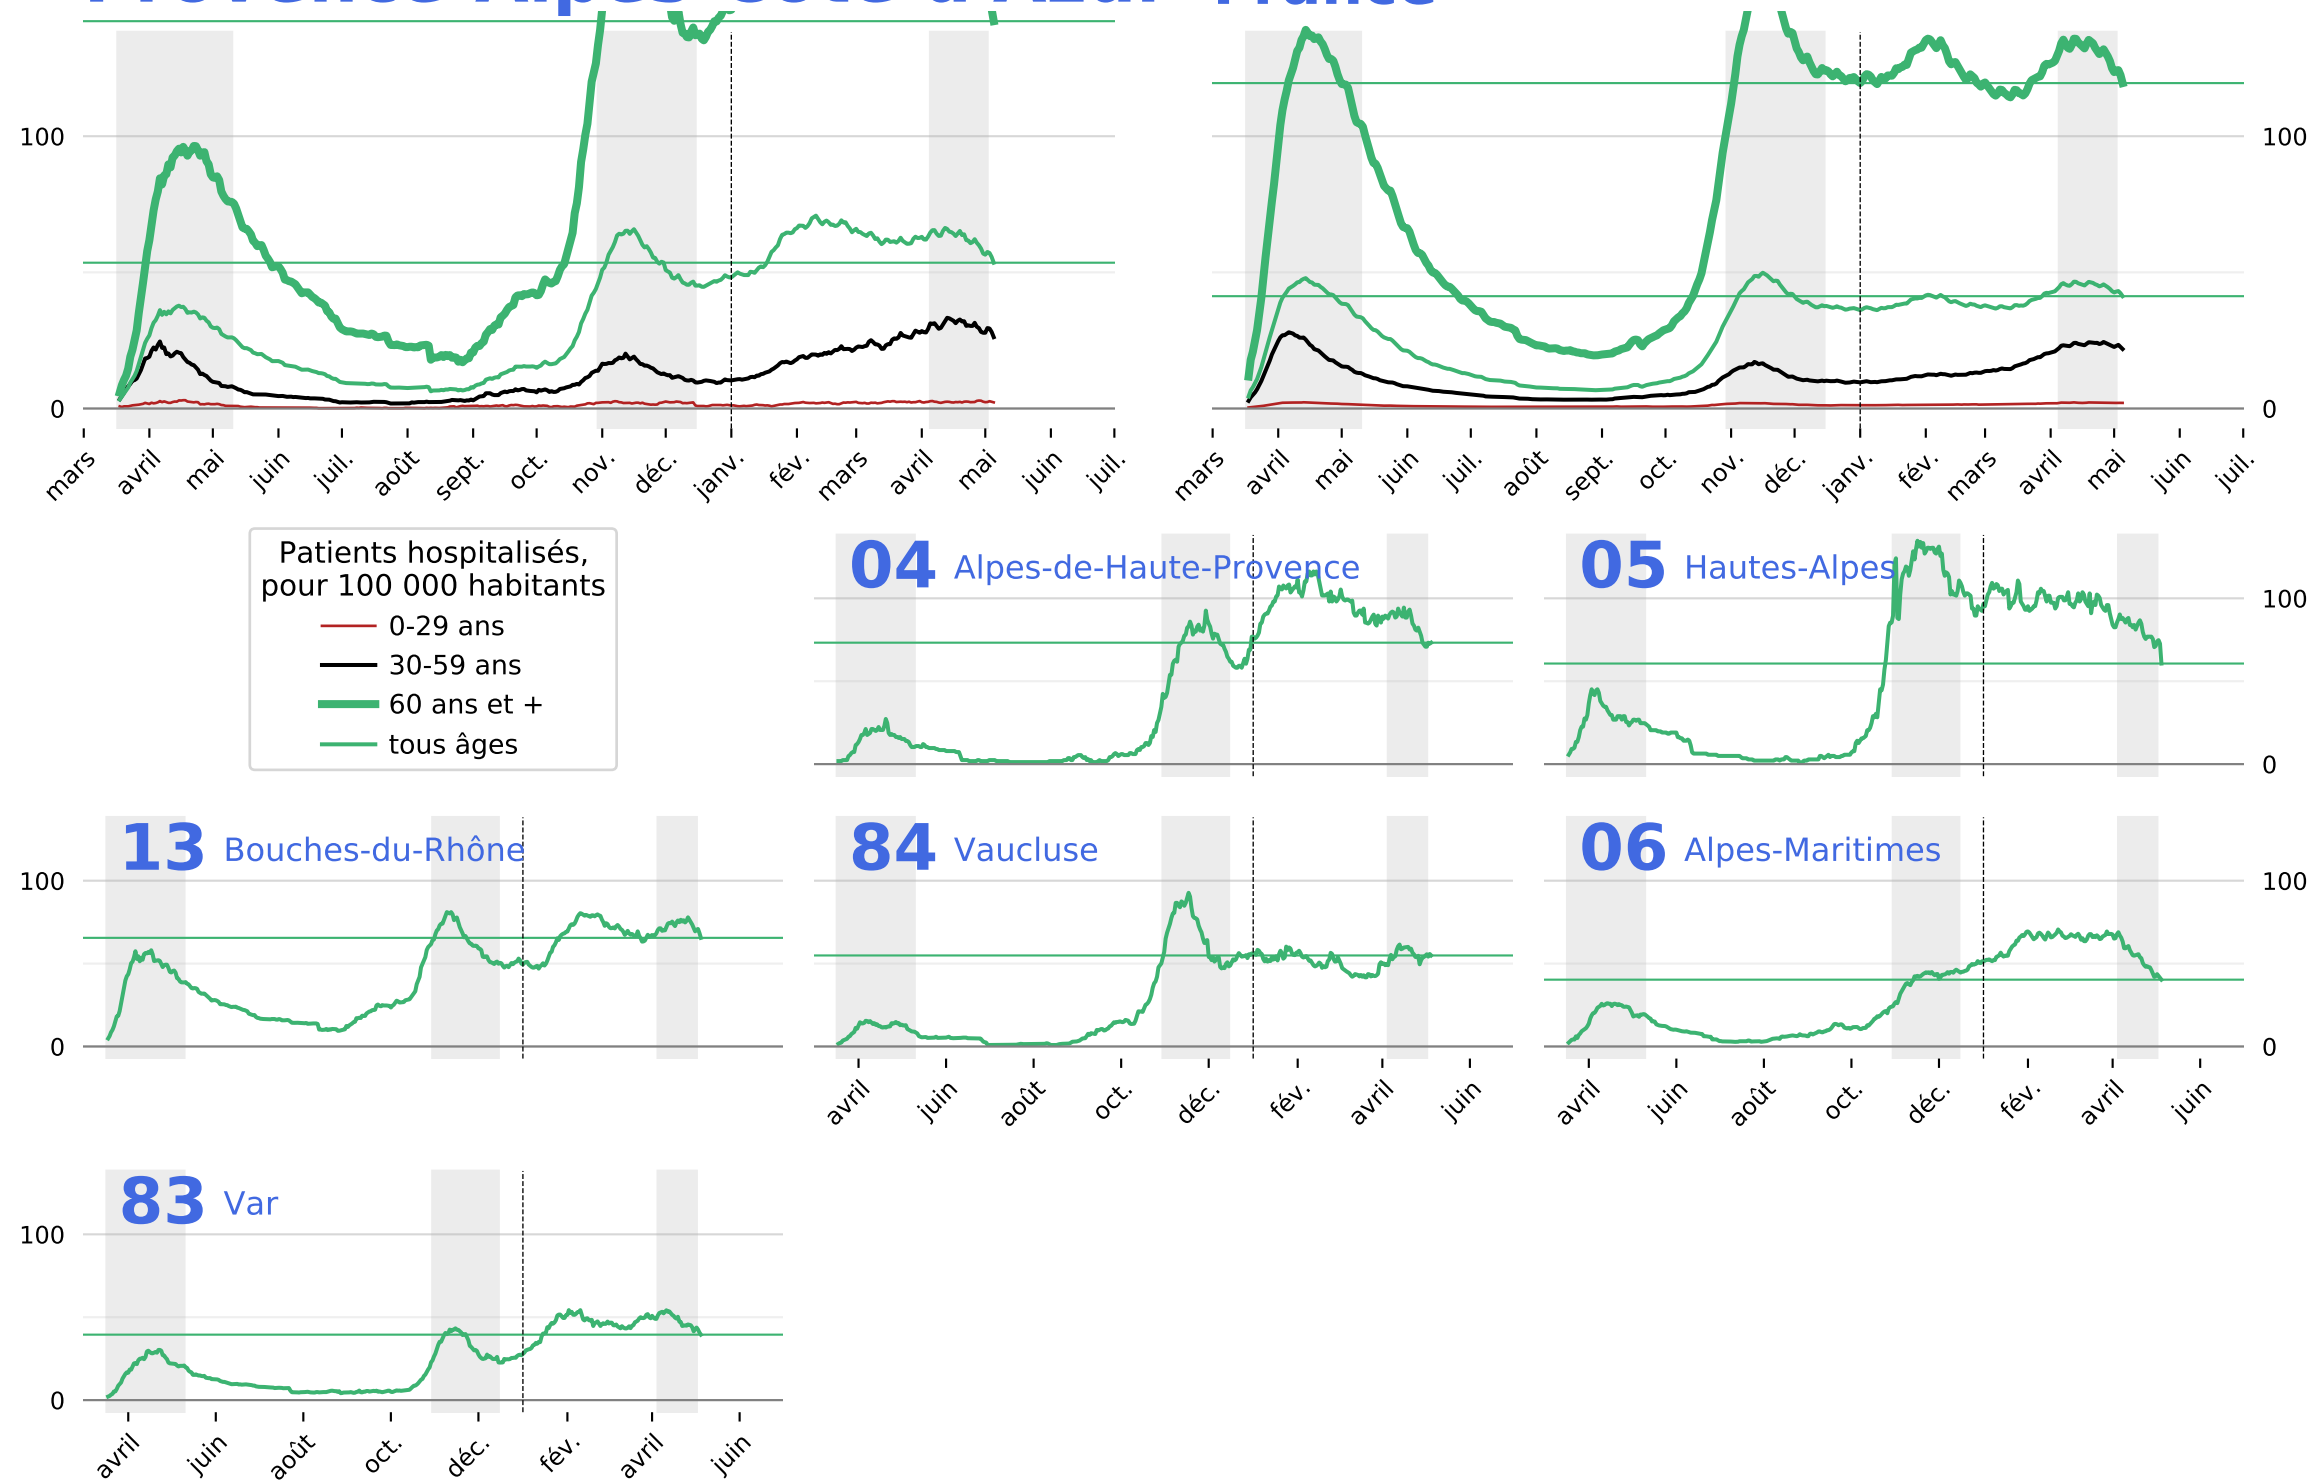 Provence-Alpes-Côte d'Azur
France
100
0
100
0
mars avril mai juin juil. août sept. oct. nov. déc. janv. fév. mars avril mai juin juil.
mars avril mai juin juil. août sept. oct. nov. déc. janv. fév. mars avril mai juin juil.
Patients hospitalisés,
pour 100 000 habitants
0-29 ans
30-59 ans
60 ans et +
tous âges
04 Alpes-de-Haute-Provence
05 Hautes-Alpes
100
0
13 Bouches-du-Rhône
84 Vaucluse
06 Alpes-Maritimes
100
0
100
0
avril juin août oct. déc. fév. avril juin
avril juin août oct. déc. fév. avril juin
83 Var
100
0
avril juin août oct. déc. fév. avril juin